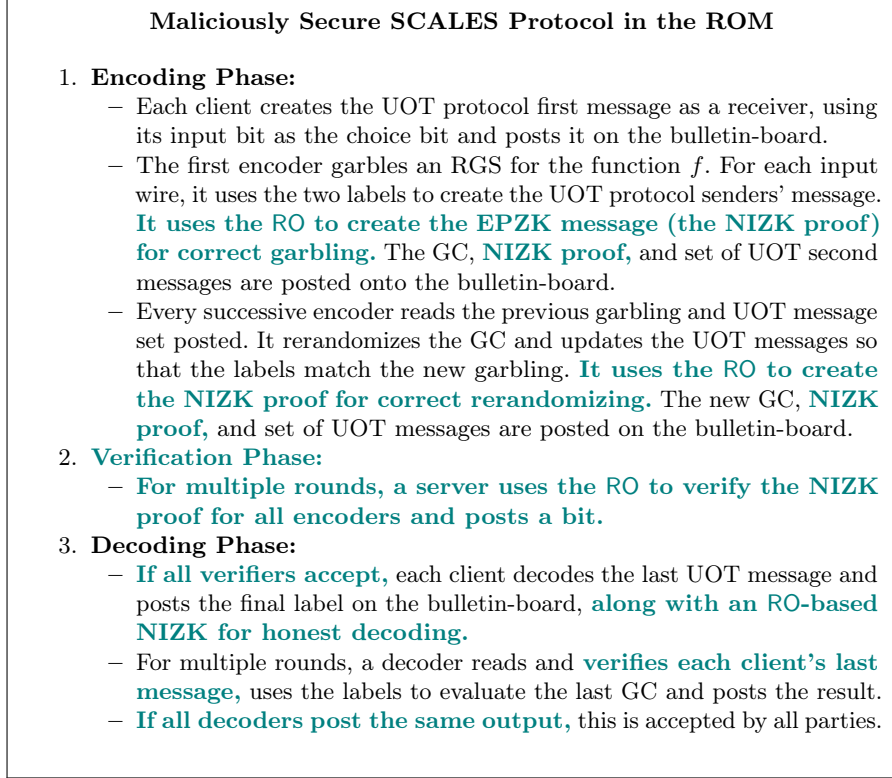 Maliciously Secure SCALES Protocol in the ROM
1. Encoding Phase:
– Each client creates the UOT protocol first message as a receiver, using
its input bit as the choice bit and posts it on the bulletin-board.
– The first encoder garbles an RGS for the function f. For each input
wire, it uses the two labels to create the UOT protocol senders' message.
It uses the RO to create the EPZK message (the NIZK proof)
for correct garbling. The GC, NIZK proof, and set of UOT second
messages are posted onto the bulletin-board.
– Every successive encoder reads the previous garbling and UOT message
set posted. It rerandomizes the GC and updates the UOT messages so
that the labels match the new garbling. It uses the RO to create
the NIZK proof for correct rerandomizing. The new GC, NIZK
proof, and set of UOT messages are posted on the bulletin-board.
2. Verification Phase:
– For multiple rounds, a server uses the RO to verify the NIZK
proof for all encoders and posts a bit.
3. Decoding Phase:
– If all verifiers accept, each client decodes the last UOT message and
posts the final label on the bulletin-board, along with an RO-based
NIZK for honest decoding.
– For multiple rounds, a decoder reads and verifies each client's last
message, uses the labels to evaluate the last GC and posts the result.
– If all decoders post the same output, this is accepted by all parties.